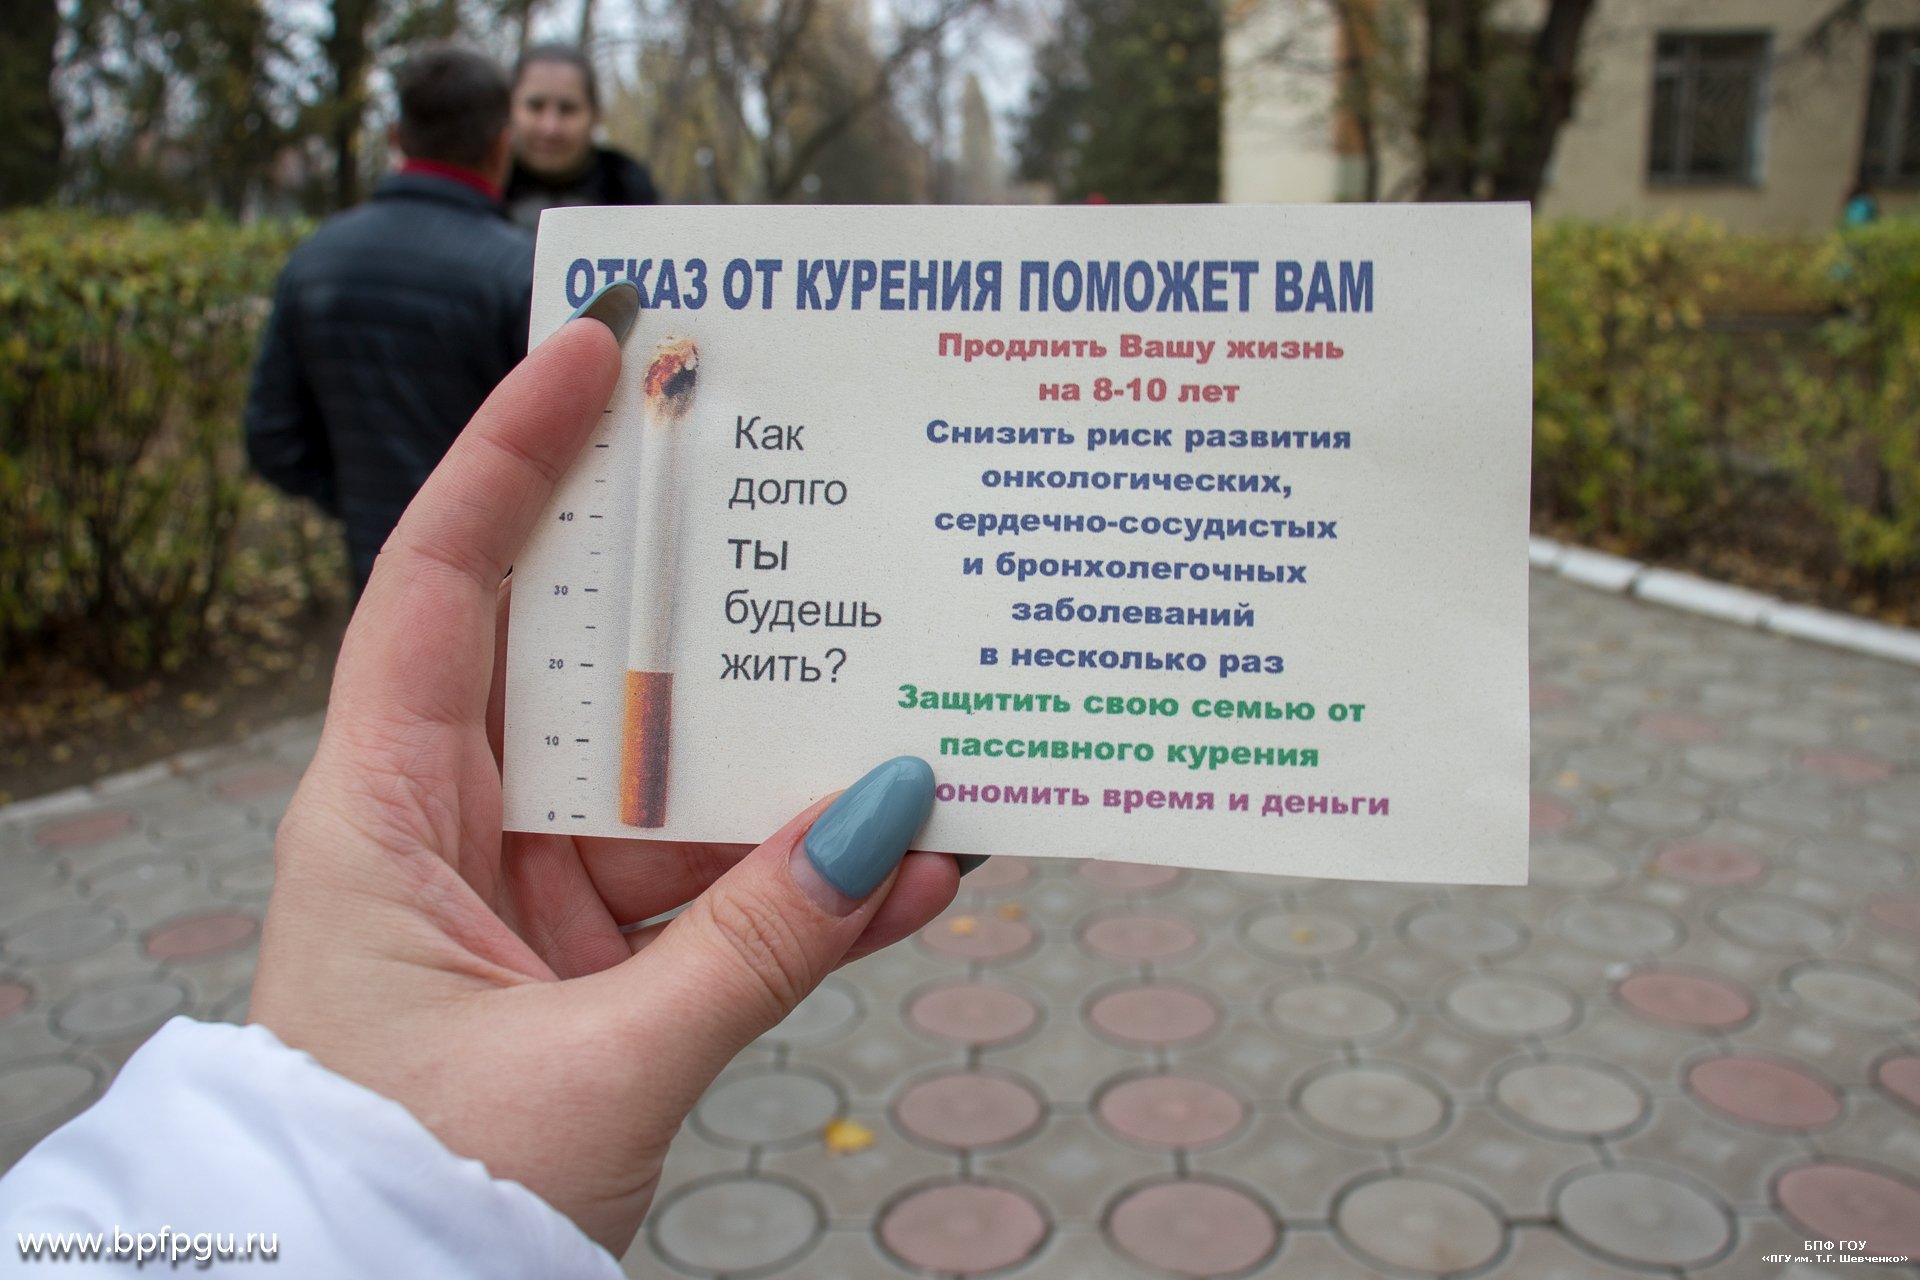 ОТКАЗ ОТ КУРЕНИЯ ПОМОЖЕТ ВАМ
Продлить Вашу жизнь
на 8-10 лет
Снизить риск развития
онкологических,
сердечно-сосудистых
и бронхолегочных
заболеваний
в несколько раз
Защитить свою семью от
пассивного курения
время и деньги
Как
долго
ты
будешь
жить?
40
30
20
10
0
www.bpfpgu.ru
БПФ ГОУ
«ПГУ им. Т.Г. Шевченко»